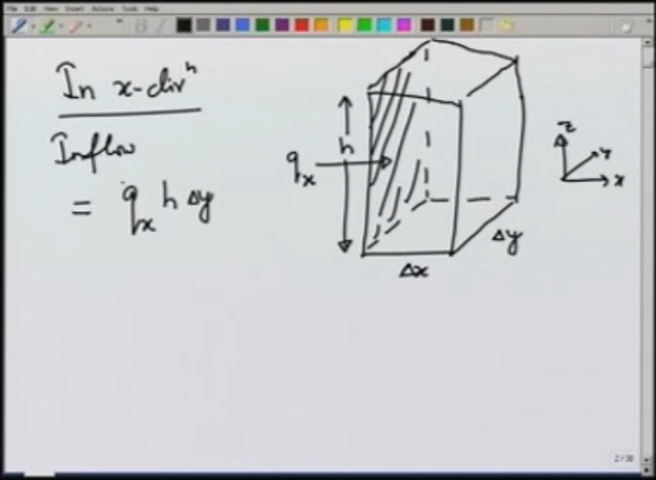 In x-dirⁿ
Inflow
= qₓ h Δy
h
qₓ
Δx
Δy
z
y
x
2/30